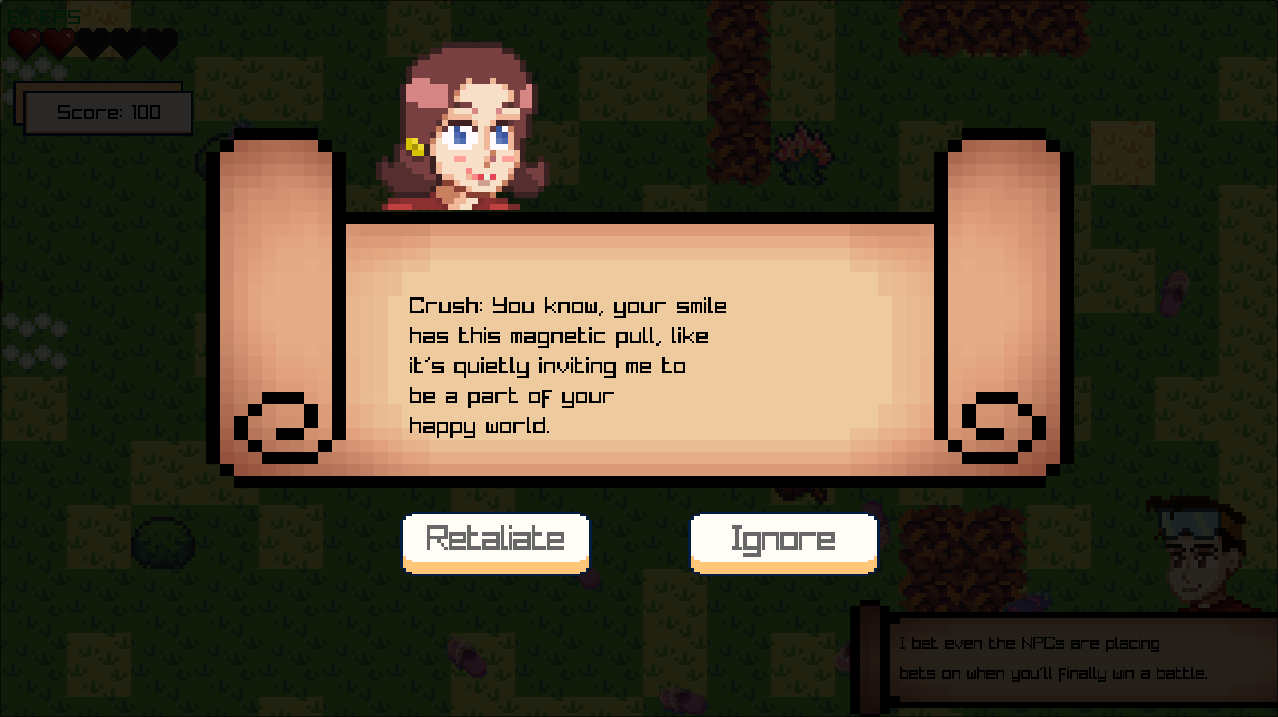 60 FPS
Score: 100
Crush: You know, your smile
has this magnetic pull, like
it's quietly inviting me to
be a part of your
happy world.
Retaliate
Ignore
I bet even the NPCs are placing
bets on when you'll finally win a battle.